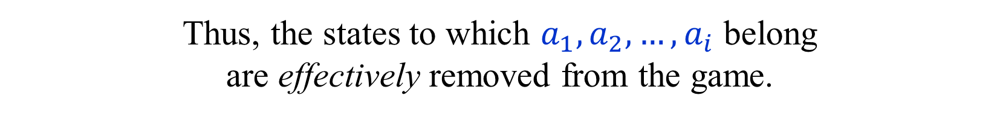 Thus, the states to which a₁, a₂, … , aᵢ belong
are effectively removed from the game.